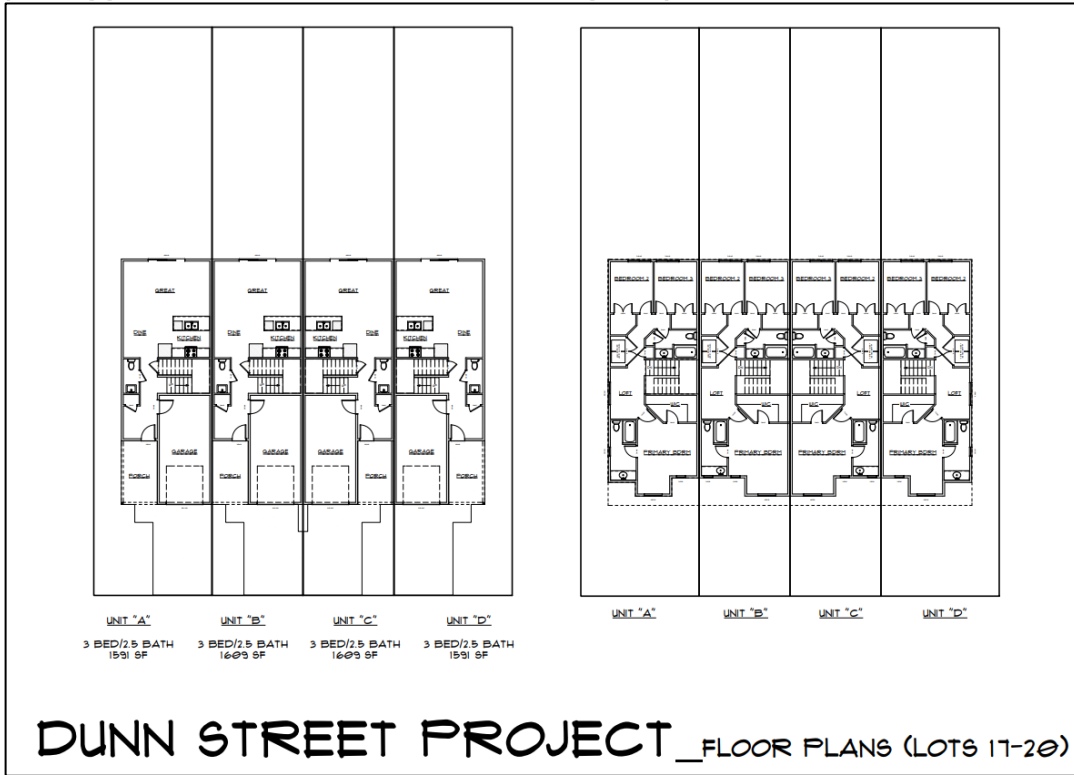 GREAT GREAT GREAT GREAT
DINE DINE DINE DINE
KITCHEN KITCHEN KITCHEN KITCHEN
GARAGE GARAGE GARAGE GARAGE
PORCH PORCH PORCH PORCH
BEDROOM 2 BEDROOM 3 BEDROOM 2 BEDROOM 3 BEDROOM 3 BEDROOM 2 BEDROOM 3 BEDROOM 2
LOFT LOFT LOFT LOFT
WIC WIC WIC WIC
PRIMARY BDRM PRIMARY BDRM PRIMARY BDRM PRIMARY BDRM
UNIT "A" UNIT "B" UNIT "C" UNIT "D"
3 BED/2.5 BATH 3 BED/2.5 BATH 3 BED/2.5 BATH 3 BED/2.5 BATH
1591 SF 1609 SF 1609 SF 1591 SF
UNIT "A" UNIT "B" UNIT "C" UNIT "D"
DUNN STREET PROJECT_FLOOR PLANS (LOTS 17-20)